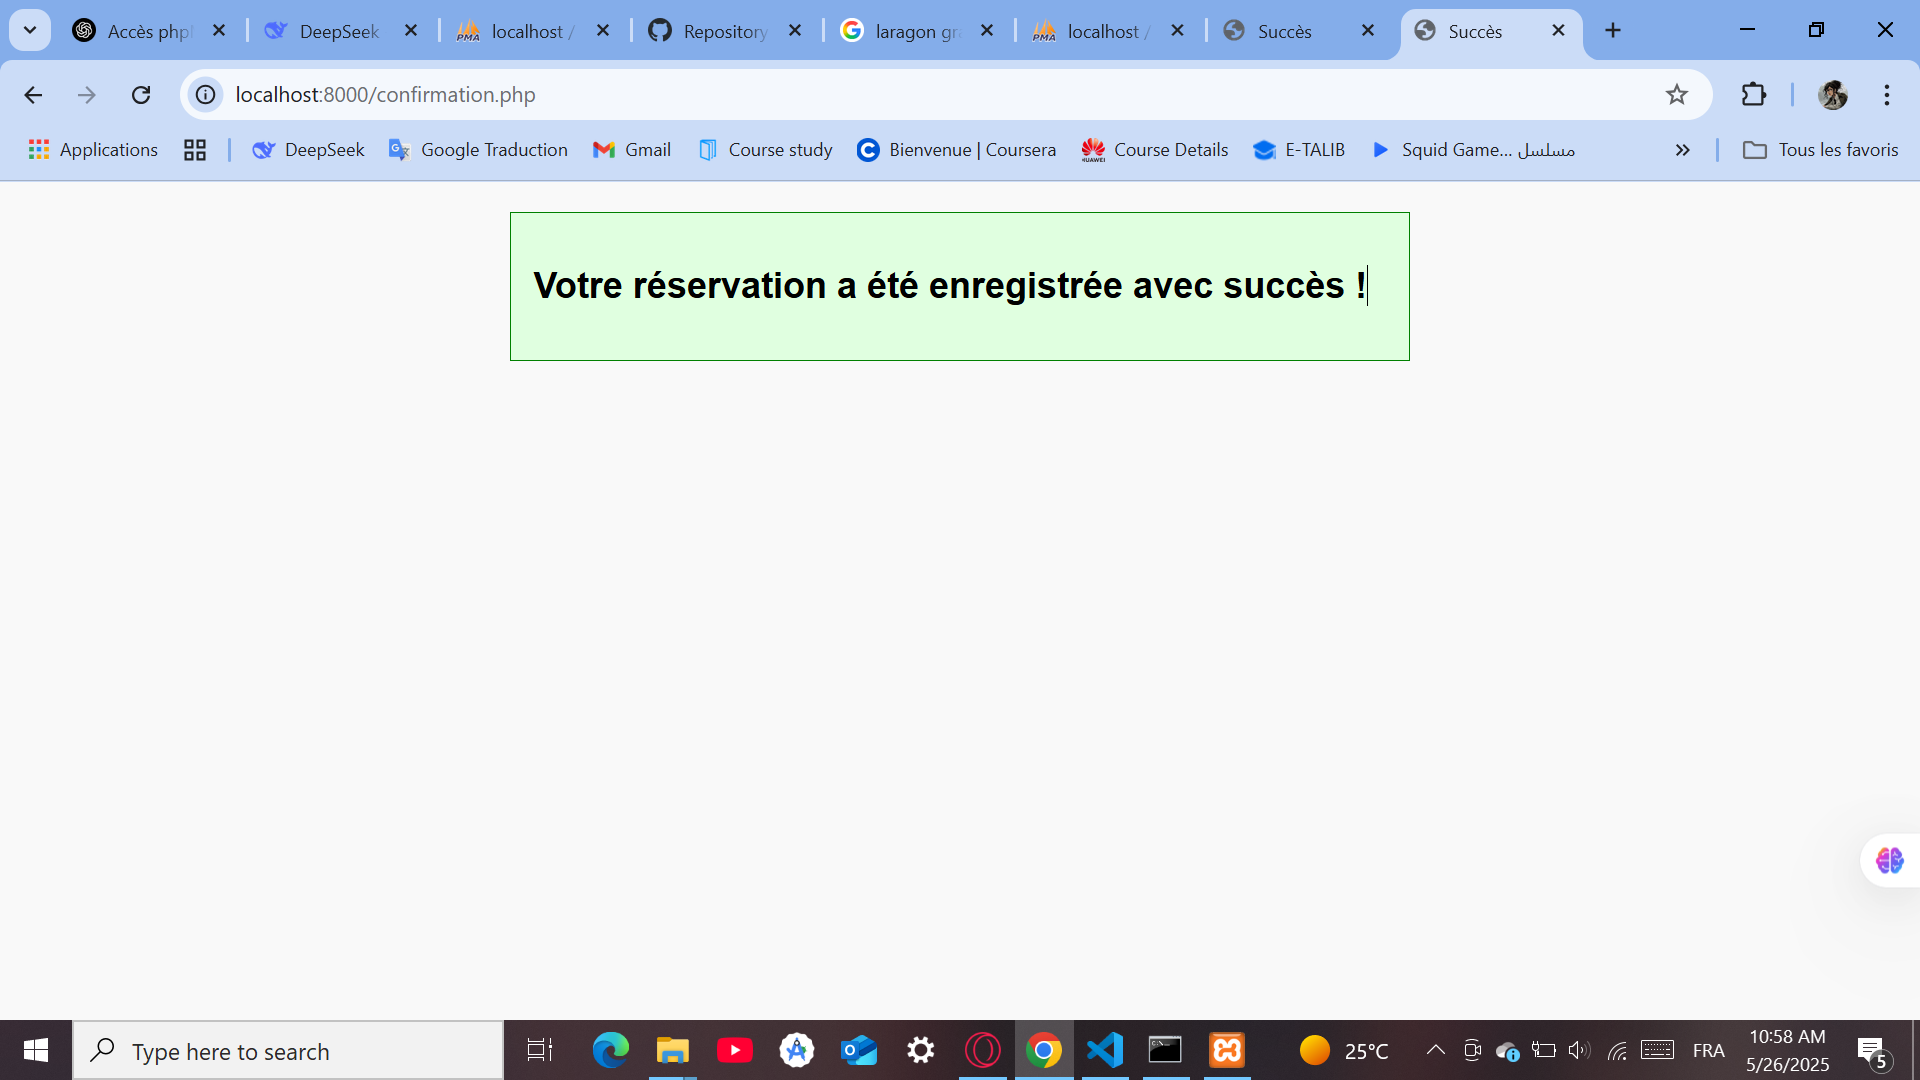 Accès php
DeepSeek
localhost /
Repository
laragon gr
localhost /
Succès
Succès
localhost:8000/confirmation.php
Applications
DeepSeek
Google Traduction
Gmail
Course study
Bienvenue | Coursera
HUAWEI
Course Details
E-TALIB
Squid Game... مسلسل
Tous les favoris
Votre réservation a été enregistrée avec succès !
Type here to search
25°C
FRA
10:58 AM
5/26/2025
5